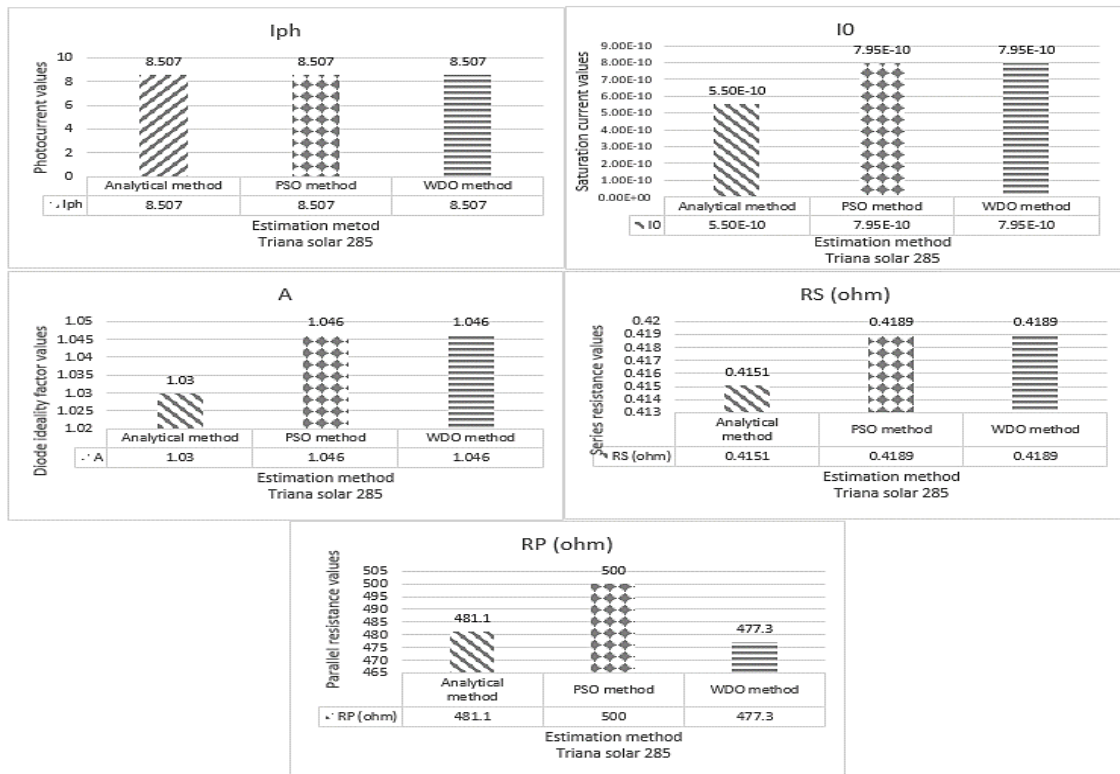 Iph
Photocurrent values
10
8
6
4
2
0
8.507 8.507 8.507
Analytical method PSO method WDO method
Iph 8.507 8.507 8.507
Estimation metod
Triana solar 285
I0
Saturation current values
9.00E-10
8.00E-10
7.00E-10
6.00E-10
5.00E-10
4.00E-10
3.00E-10
2.00E-10
1.00E-10
0.00E+00
5.50E-10 7.95E-10 7.95E-10
Analytical method PSO method WDO method
I0 5.50E-10 7.95E-10 7.95E-10
Estimation method
Triana solar 285
A
Diode ideality factor values
1.05
1.045
1.04
1.035
1.03
1.025
1.02
1.03 1.046 1.046
Analytical method PSO method WDO method
A 1.03 1.046 1.046
Estimation method
Triana solar 285
RS (ohm)
Series resistance values
0.42
0.419
0.418
0.417
0.416
0.415
0.414
0.413
0.4151 0.4189 0.4189
Analytical
method PSO method WDO method
RS (ohm) 0.4151 0.4189 0.4189
Estimation method
Triana solar 285
RP (ohm)
Parallel resistance values
505
500
495
490
485
480
475
470
465
481.1 500 477.3
Analytical
method PSO method WDO method
RP (ohm) 481.1 500 477.3
Estimation method
Triana solar 285